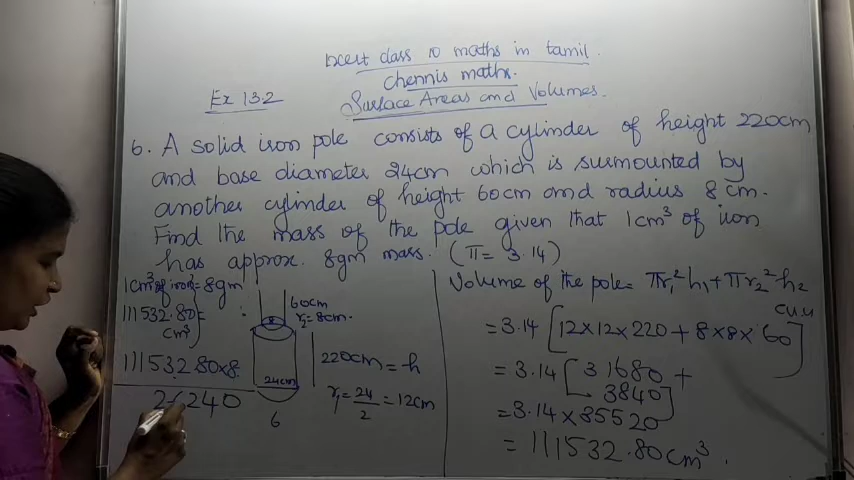 ncert class 10 maths in tamil.
chennis maths.
Ex 13.2
Surface Areas and Volumes.
6. A solid iron pole consists of a cylinder of height 220cm
and base diameter 24cm which is surmounted by
another cylinder of height 60cm and radius 8cm.
Find the mass of the pole given that 1cm³ of iron
has approx. 8gm mass. (π = 3.14)
1cm³ of iron = 8gm
111532.80 =
cm³
111532.80×8
26240
60cm
r₂=8cm.
8
220cm = h
24cm
r₁ = 24/2 = 12cm
6
Volume of the pole = πr₁²h₁ + πr₂²h₂
cu.u
= 3.14 [12×12×220 + 8×8×60]
= 3.14 [31680 +
3840]
= 3.14 × 35520
= 111532.80 cm³.